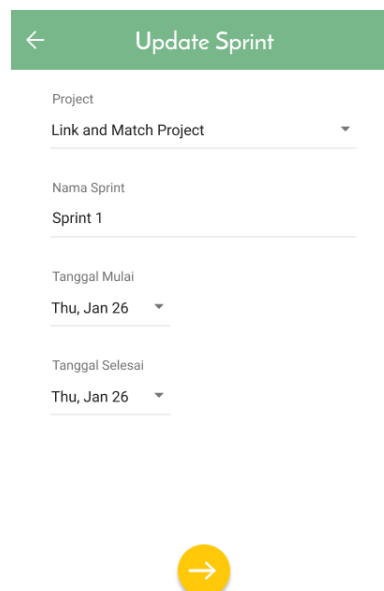 Update Sprint
Project
Link and Match Project
Nama Sprint
Sprint 1
Tanggal Mulai
Thu, Jan 26
Tanggal Selesai
Thu, Jan 26